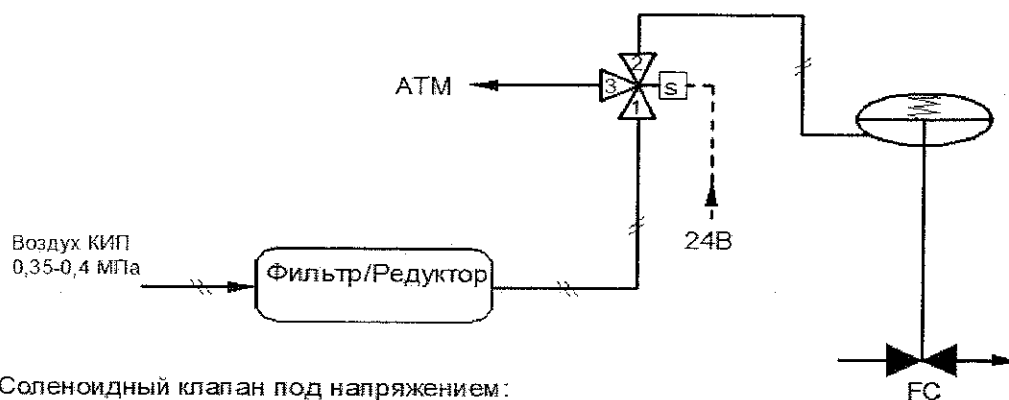 2
АТМ
3
s
1
24В
Воздух КИП
0,35-0,4 МПа
Фильтр/Редуктор
Соленоидный клапан под напряжением:
FC